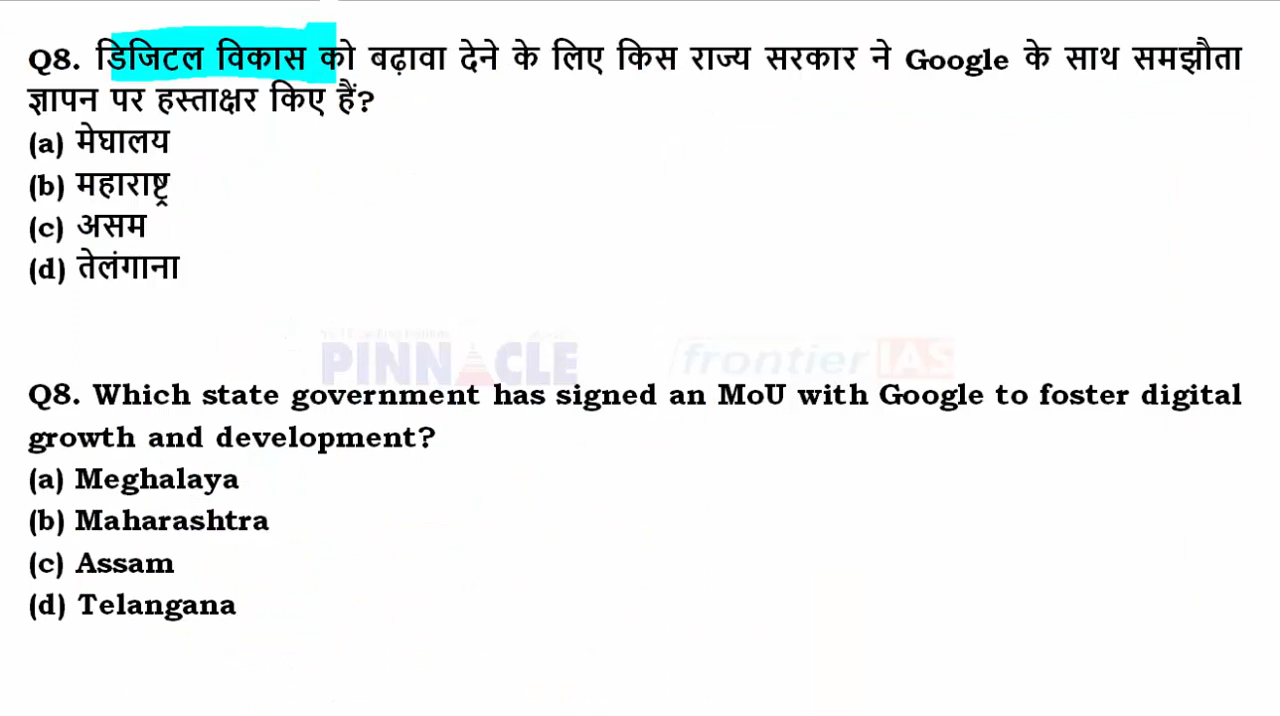 Q8. डिजिटल विकास को बढ़ावा देने के लिए किस राज्य सरकार ने Google के साथ समझौता
ज्ञापन पर हस्ताक्षर किए हैं?
(a) मेघालय
(b) महाराष्ट्र
(c) असम
(d) तेलंगाना
PINNACLE frontier IAS
Q8. Which state government has signed an MoU with Google to foster digital
growth and development?
(a) Meghalaya
(b) Maharashtra
(c) Assam
(d) Telangana